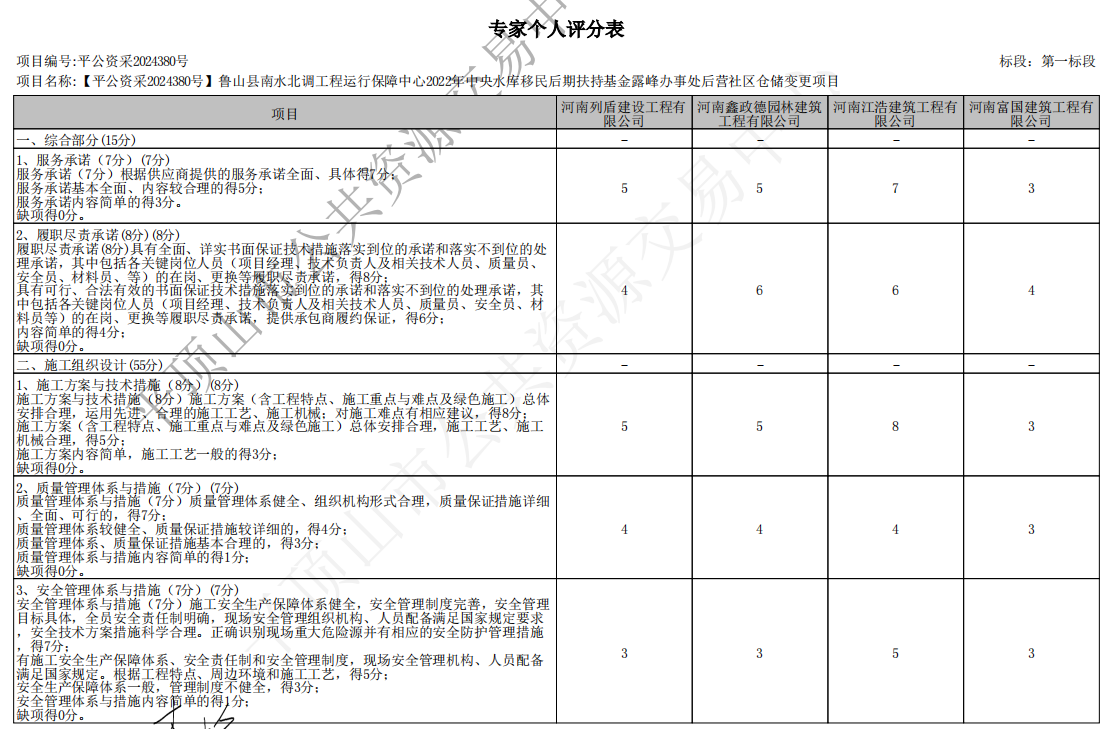 专家个人评分表
项目编号:平公资采2024380号
标段：第一标段
项目名称:【平公资采2024380号】鲁山县南水北调工程运行保障中心2022年中央水库移民后期扶持基金露峰办事处后营社区仓储变更项目
项目
河南列盾建设工程有
限公司
河南鑫政德园林建筑
工程有限公司
河南江浩建筑工程有
限公司
河南富国建筑工程有
限公司
一、综合部分(15分)
–
–
–
–
1、服务承诺（7分）(7分)
服务承诺（7分）根据供应商提供的服务承诺全面、具体得7分；
服务承诺基本全面、内容较合理的得5分；
服务承诺内容简单的得3分。
缺项得0分。
5
5
7
3
2、履职尽责承诺(8分)(8分)
履职尽责承诺(8分)具有全面、详实书面保证技术措施落实到位的承诺和落实不到位的处
理承诺，其中包括各关键岗位人员（项目经理、技术负责人及相关技术人员、质量员、
安全员、材料员、等）的在岗、更换等履职尽责承诺，得8分；
具有可行、合法有效的书面保证技术措施落实到位的承诺和落实不到位的处理承诺，其
中包括各关键岗位人员（项目经理、技术负责人及相关技术人员、质量员、安全员、材
料员等）的在岗、更换等履职尽责承诺，提供承包商履约保证，得6分；
内容简单的得4分；
缺项得0分。
4
6
6
4
二、施工组织设计(55分)
–
–
–
–
1、施工方案与技术措施（8分）(8分)
施工方案与技术措施（8分）施工方案（含工程特点、施工重点与难点及绿色施工）总体
安排合理，运用先进、合理的施工工艺、施工机械；对施工难点有相应建议，得8分；
施工方案（含工程特点、施工重点与难点及绿色施工）总体安排合理，施工工艺、施工
机械合理，得5分；
施工方案内容简单，施工工艺一般的得3分；
缺项得0分。
5
5
8
3
2、质量管理体系与措施（7分）(7分)
质量管理体系与措施（7分）质量管理体系健全、组织机构形式合理，质量保证措施详细
、全面、可行的，得7分；
质量管理体系较健全、质量保证措施较详细的，得4分；
质量管理体系、质量保证措施基本合理的，得3分；
质量管理体系与措施内容简单的得1分；
缺项得0分。
4
4
4
3
3、安全管理体系与措施（7分）(7分)
安全管理体系与措施（7分）施工安全生产保障体系健全，安全管理制度完善，安全管理
目标具体，全员安全责任制明确，现场安全管理组织机构、人员配备满足国家规定要求
，安全技术方案措施科学合理。正确识别现场重大危险源并有相应的安全防护管理措施
，得7分；
有施工安全生产保障体系、安全责任制和安全管理制度，现场安全管理机构、人员配备
满足国家规定。根据工程特点、周边环境和施工工艺，得5分；
安全生产保障体系一般，管理制度不健全，得3分；
安全管理体系与措施内容简单的得1分；
缺项得0分。
3
3
5
3
平顶山市公共资源交易中
平顶山市公共资源交易中